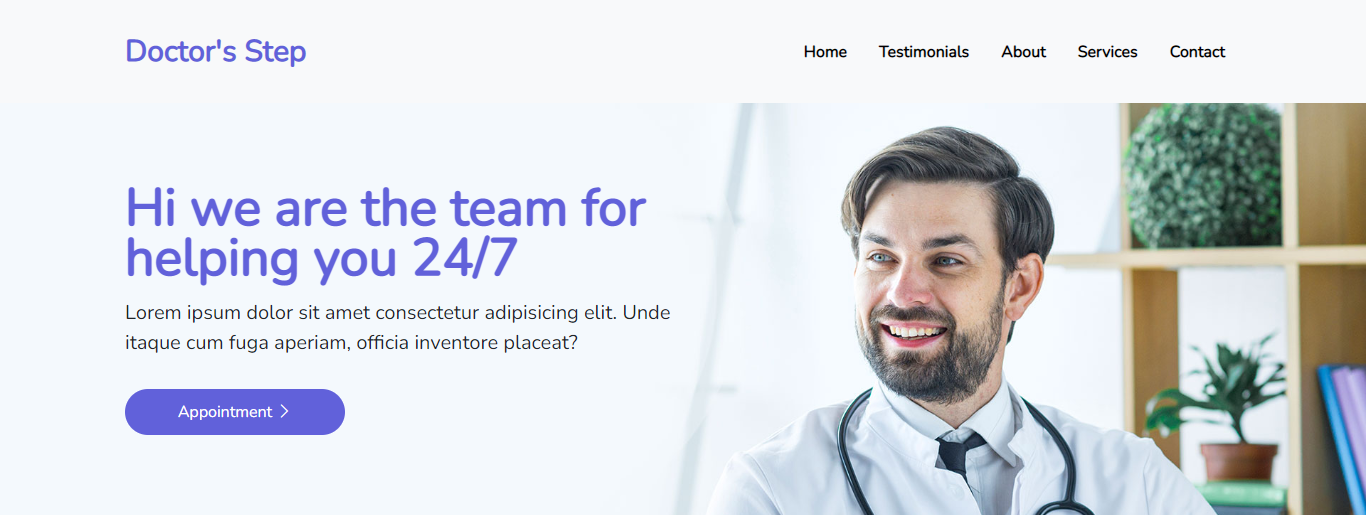 Doctor's Step
Home Testimonials About Services Contact
Hi we are the team for
helping you 24/7
Lorem ipsum dolor sit amet consectetur adipisicing elit. Unde
itaque cum fuga aperiam, officia inventore placeat?
Appointment